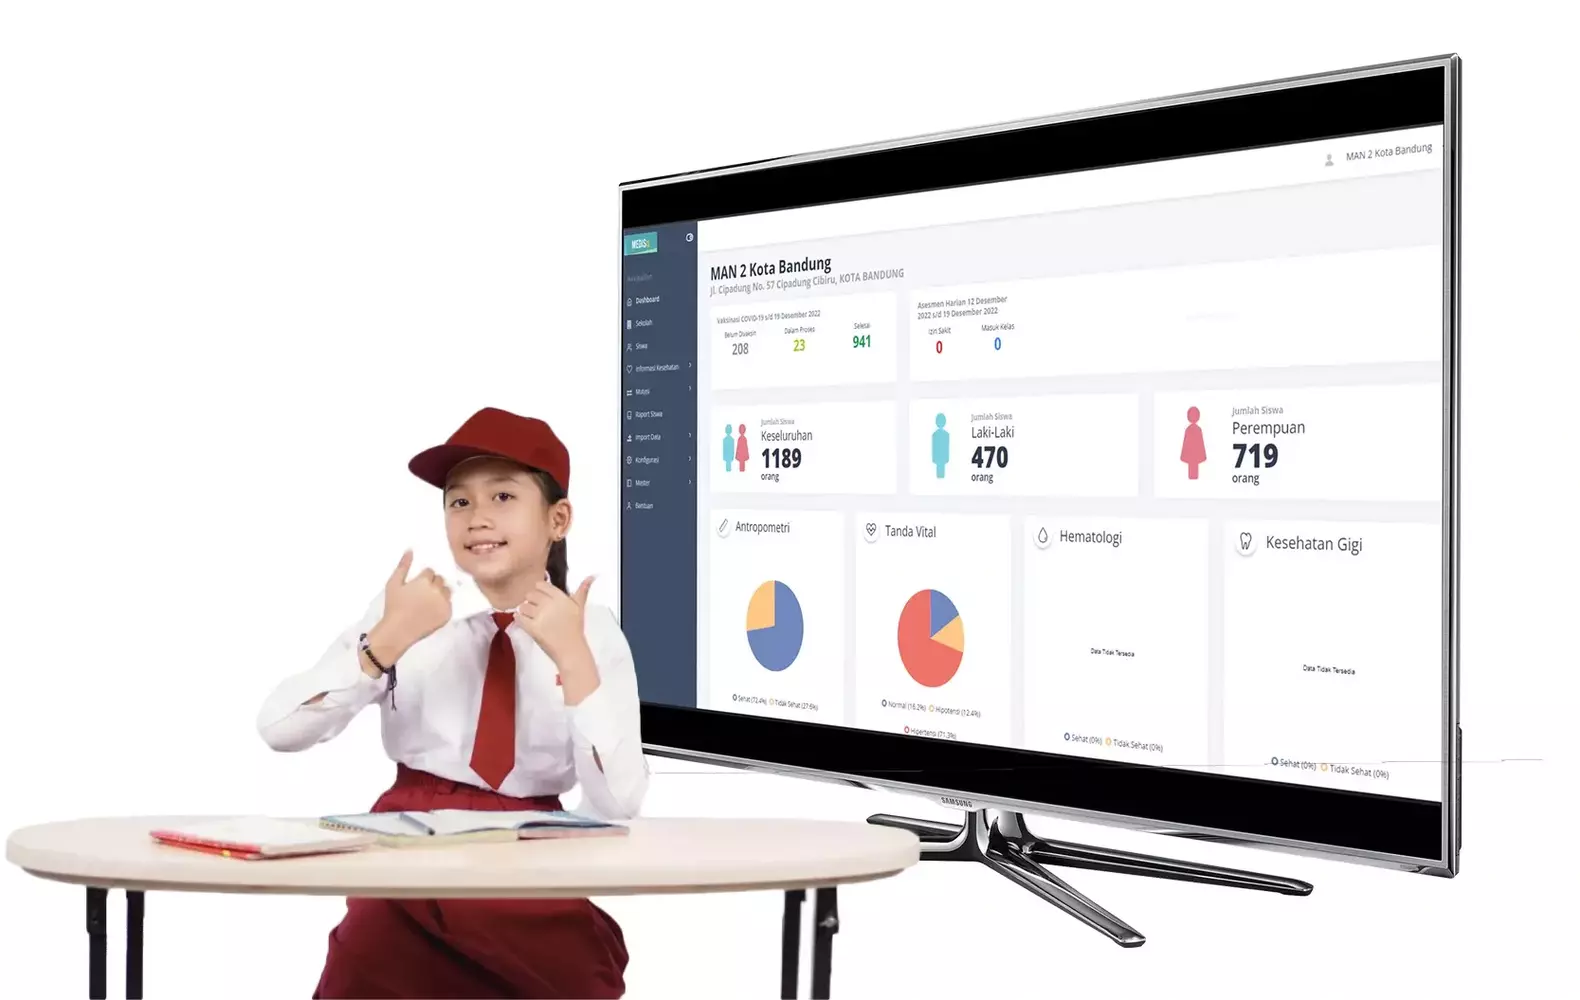 MAN 2 Kota Bandung
MEDIS
MAN 2 Kota Bandung
Jl. Cipadung No. 57 Cipadung Cibiru, KOTA BANDUNG
Dashboard
Sekolah
Siswa
Informasi Kesehatan
Mutasi
Raport Siswa
Import Data
Konfigurasi
Master
Bantuan
Vaksinasi COVID-19 s/d 19 Desember 2022
Belum Divaksin
Dalam Proses
Selesai
208
23
941
Asesmen Harian 12 Desember
2022 s/d 19 Desember 2022
Izin Sakit
Masuk Kelas
0
0
Jumlah Siswa
Keseluruhan
1189
orang
Jumlah Siswa
Laki-Laki
470
orang
Jumlah Siswa
Perempuan
719
orang
Antropometri
Sehat (72.4%) Tidak Sehat (27.6%)
Tanda Vital
Normal (16.2%) Hipotensi (12.4%)
Hipertensi (71.3%)
Hematologi
Data Tidak Tersedia
Sehat (0%) Tidak Sehat (0%)
Kesehatan Gigi
Data Tidak Tersedia
Sehat (0%) Tidak Sehat (0%)
SAMSUNG